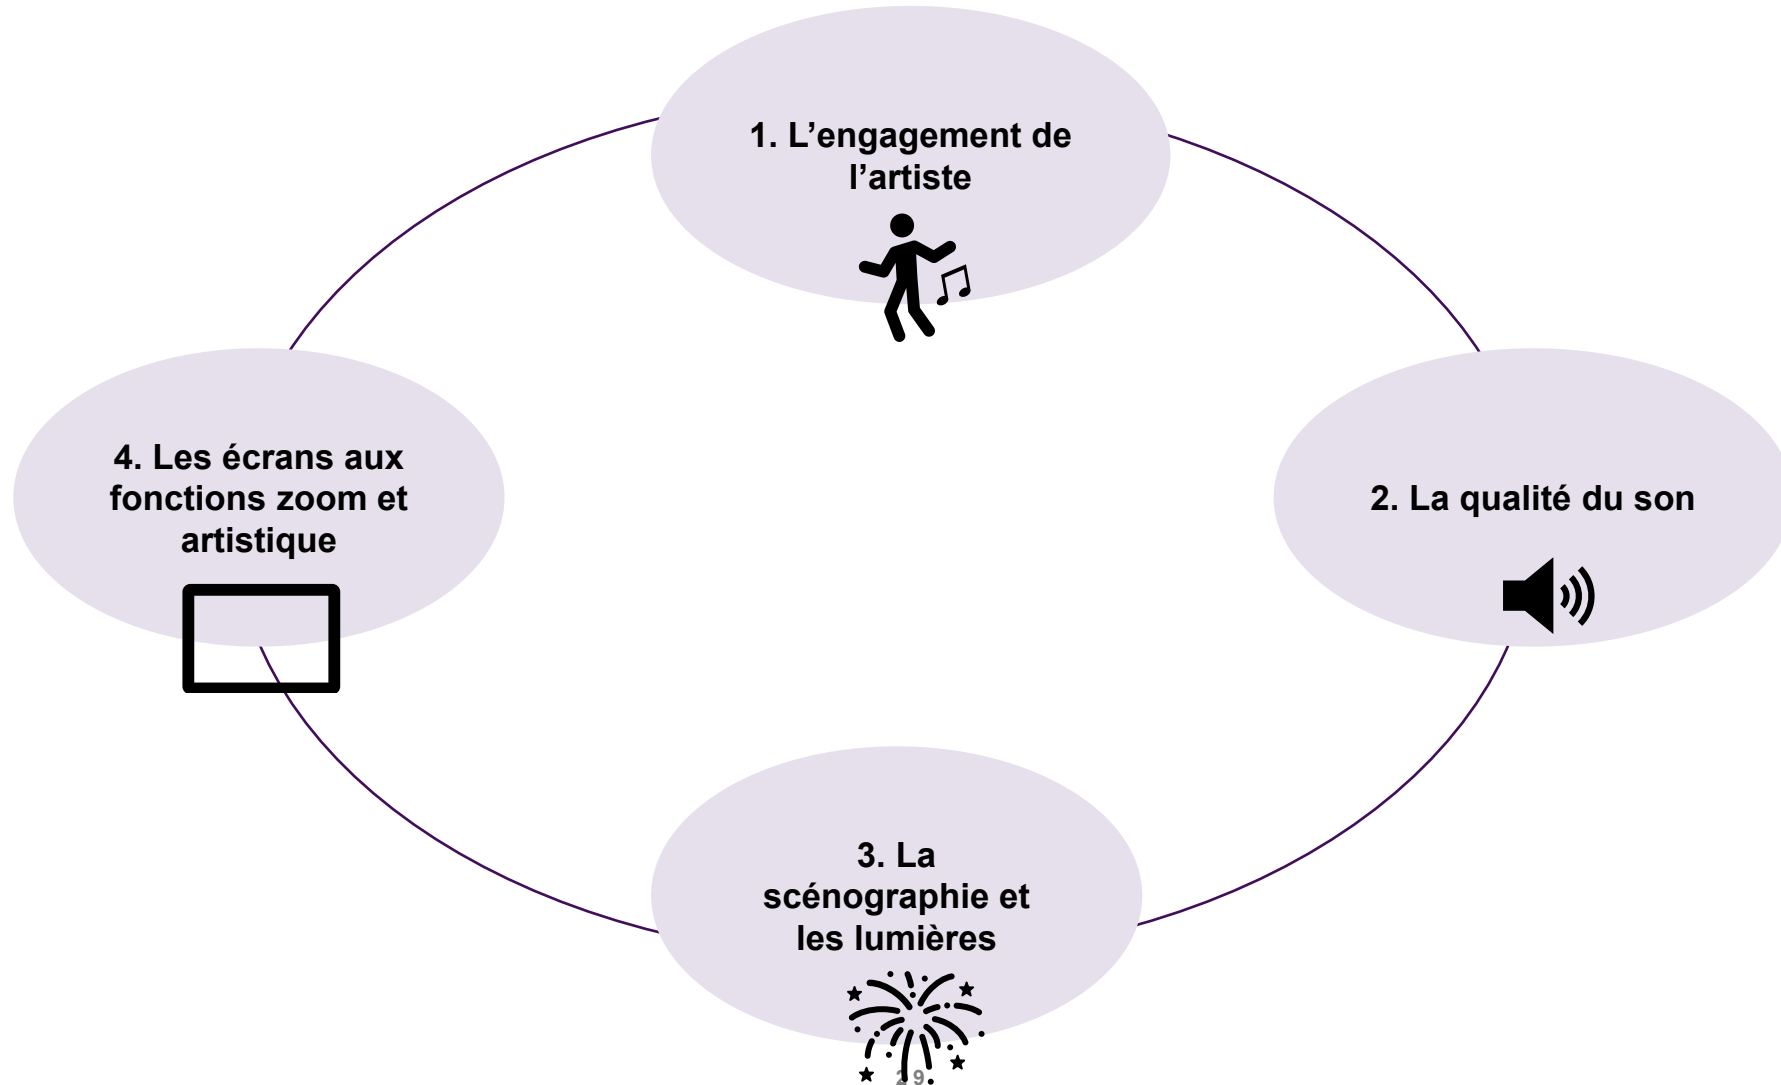 1. L’engagement de
l’artiste
2. La qualité du son
3. La
scénographie et
les lumières
4. Les écrans aux
fonctions zoom et
artistique
29